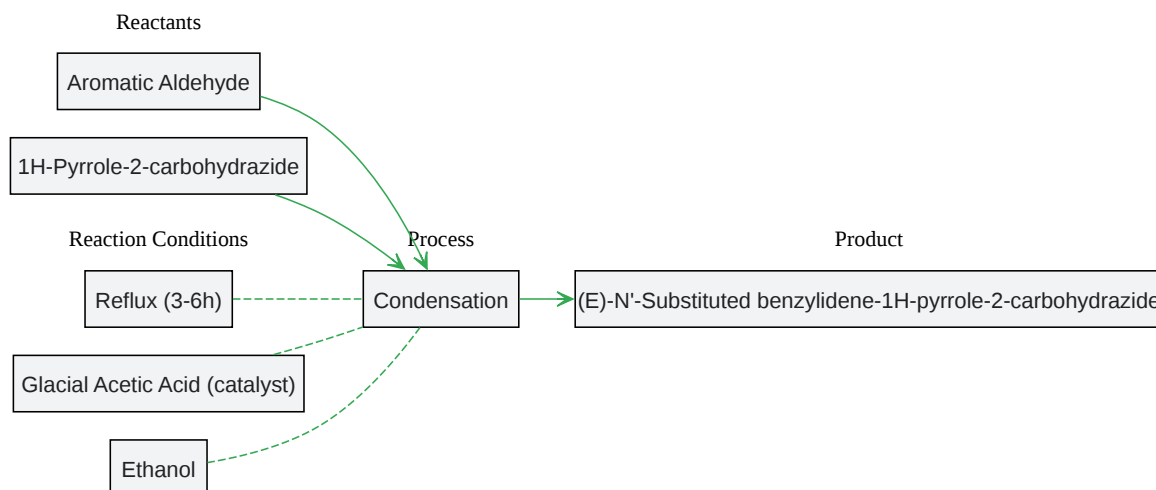 Reactants
Aromatic Aldehyde
1H-Pyrrole-2-carbohydrazide
Reaction Conditions
Process
Product
Reflux (3-6h)
Condensation
(E)-N'-Substituted benzylidene-1H-pyrrole-2-carbohydrazide
Glacial Acetic Acid (catalyst)
Ethanol